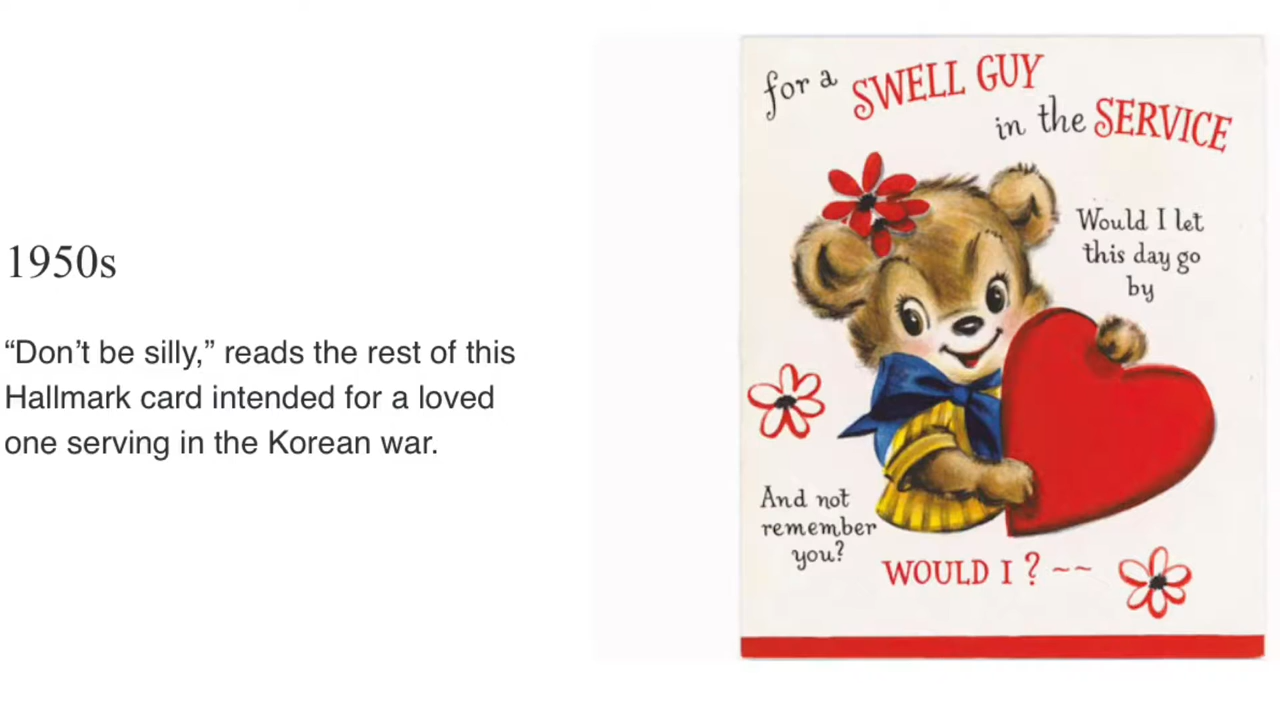 1950s
“Don’t be silly,” reads the rest of this
Hallmark card intended for a loved
one serving in the Korean war.
for a SWELL GUY
in the SERVICE
Would I let
this day go
by
And not
remember
you?
WOULD I ? ~~